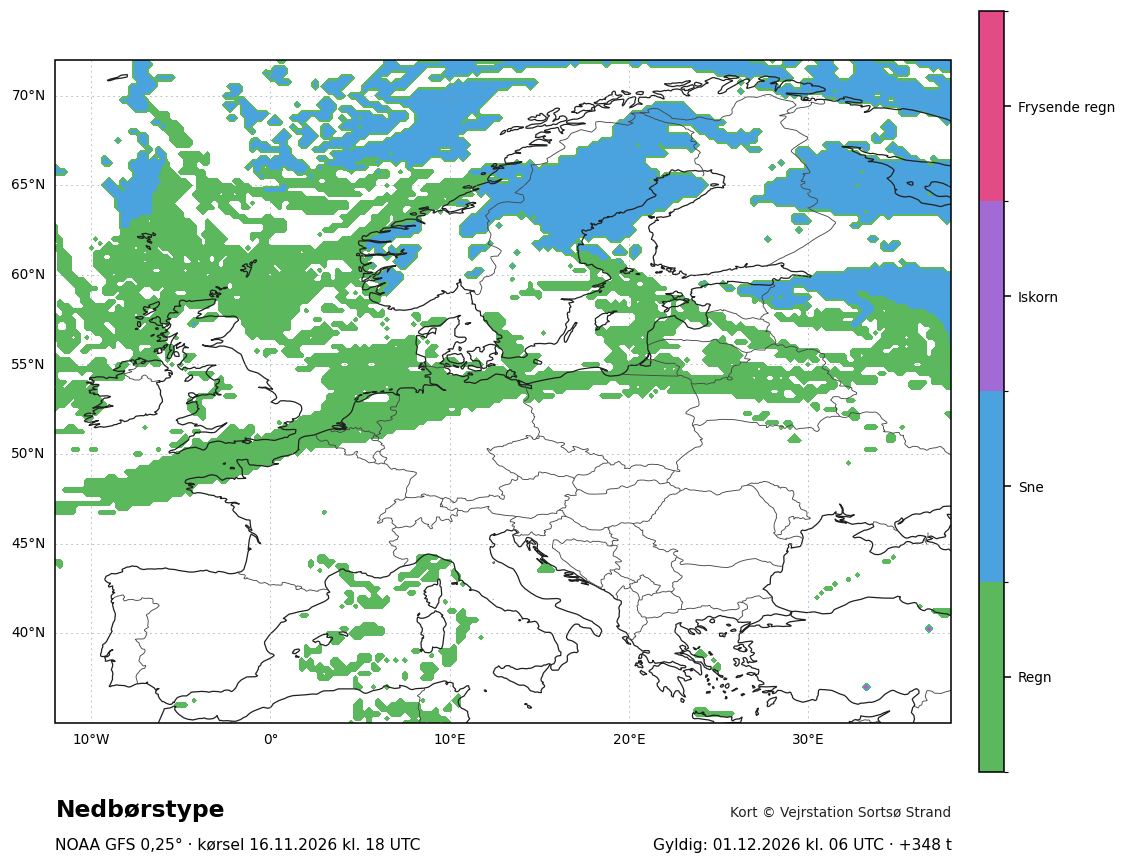 Frysende regn
Iskorn
Sne
Regn
70°N
65°N
60°N
55°N
50°N
45°N
40°N
10°W
0°
10°E
20°E
30°E
Nedbørstype
Kort © Vejrstation Sortsø Strand
NOAA GFS 0,25° · kørsel 16.11.2026 kl. 18 UTC
Gyldig: 01.12.2026 kl. 06 UTC · +348 t